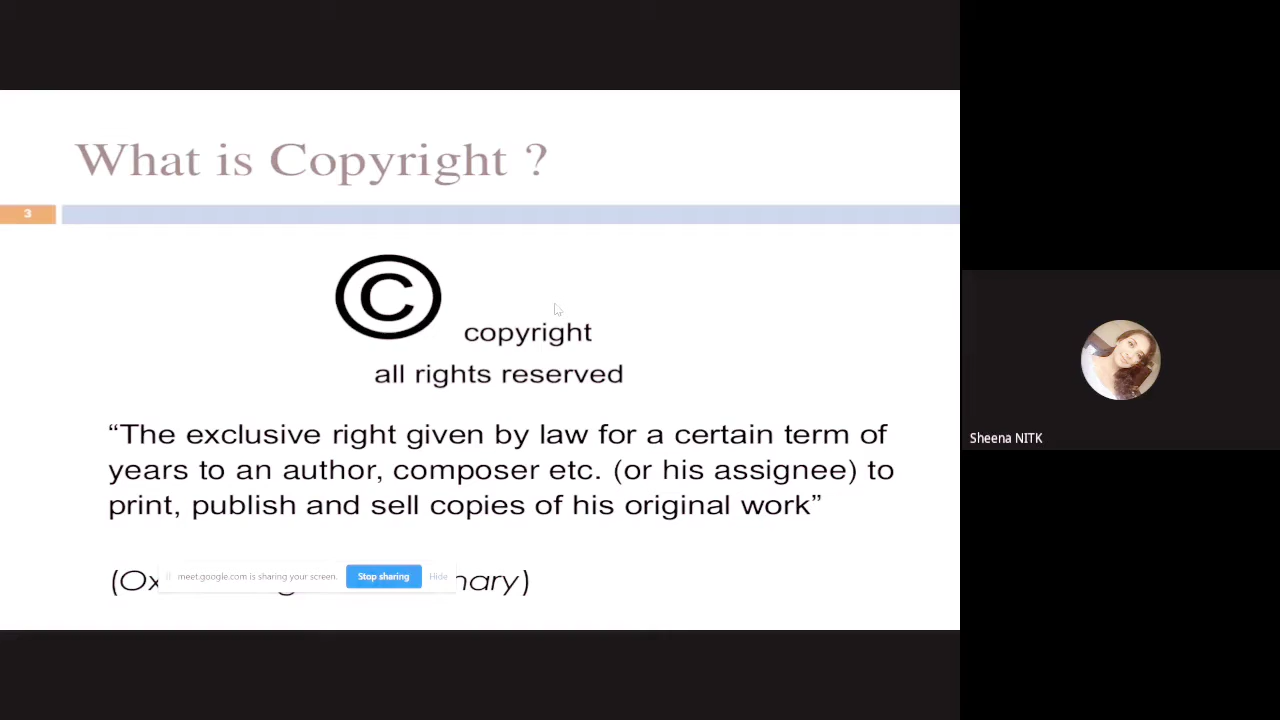 What is Copyright ?
3
©
copyright
all rights reserved
“The exclusive right given by law for a certain term of
years to an author, composer etc. (or his assignee) to
print, publish and sell copies of his original work”
meet.google.com is sharing your screen. Stop sharing Hide
Sheena NITK